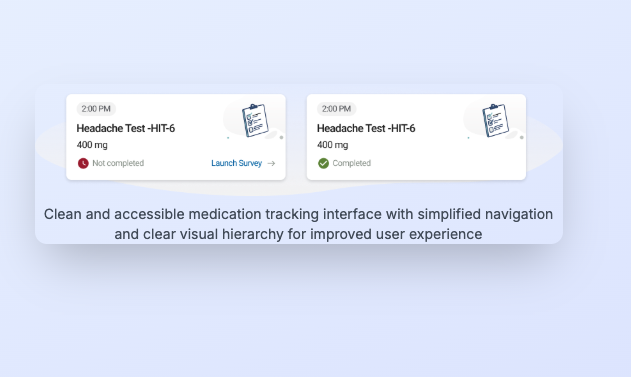 2:00 PM
Headache Test -HIT-6
400 mg
Not completed
Launch Survey →
2:00 PM
Headache Test -HIT-6
400 mg
Completed
Clean and accessible medication tracking interface with simplified navigation
and clear visual hierarchy for improved user experience